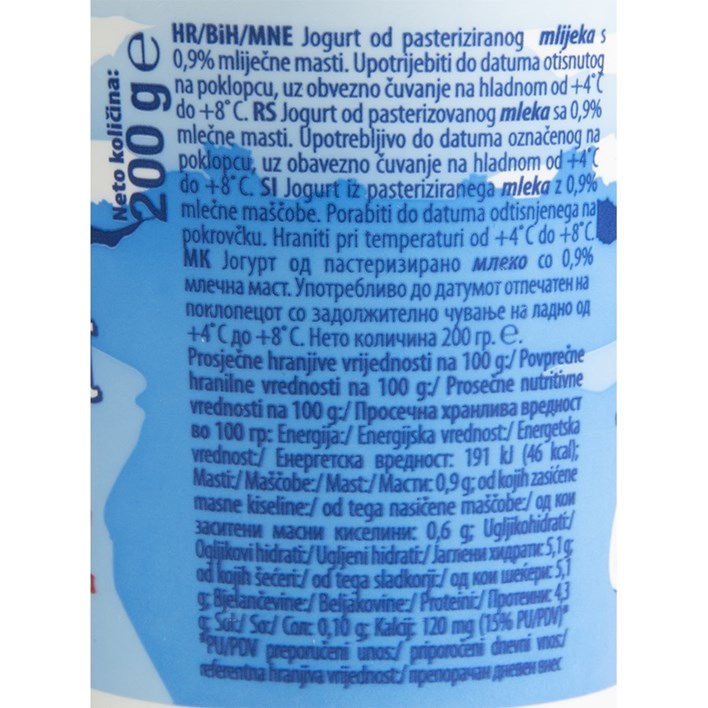 Neto količina:
200 g e
HR/BiH/MNE Jogurt od pasteriziranog mlijeka s
0,9% mliječne masti. Upotrijebiti do datuma otisnutog
na poklopcu, uz obvezno čuvanje na hladnom od +4°C
do +8°C. RS Jogurt od pasterizovanog mleka sa 0,9%
mlečne masti. Upotrebljivo do datuma označenog na
poklopcu, uz obavezno čuvanje na hladnom od +4°C
do +8°C. SI Jogurt iz pasteriziranega mleka z 0,9%
mlečne maščobe. Porabiti do datuma odtisnjenega na
pokrovčku. Hraniti pri temperaturi od +4°C do +8°C.
MK Јогурт од пастеризирано млеко со 0,9%
млечна маст. Употребливо до датумот отпечатен на
поклопецот со задолжително чување на ладно од
+4°C до +8°C. Нето количина 200 гр. e.
Prosječne hranjive vrijednosti na 100 g:/ Povprečne
hranilne vrednosti na 100 g:/ Prosečne nutritivne
vrednosti na 100 g:/ Просечна хранлива вредност
во 100 гр: Energija:/ Energijska vrednost:/ Energetska
vrednost:/ Енергетска вредност: 191 kJ (46 kcal);
Masti:/ Maščobe:/ Mast:/ Масти: 0,9 g; od kojih zasićene
masne kiseline:/ od tega nasičene maščobe:/ од кои
заситени масни киселини: 0,6 g; Ugljikohidrati:/
Ogljikovi hidrati:/ Ugljeni hidrati:/ Јаглени хидрати: 5,1 g;
od kojih šećeri:/ od tega sladkorji:/ од кои шеќери: 5,1
g; Bjelančevine:/ Beljakovine:/ Proteini:/ Протеини: 4,3
g; Sol:/ So:/ Сол: 0,10 g; Kalcij: 120 mg (15% PU/PDV)*
*PU/PDV preporučeni unos:/ priporočeni dnevni vnos:/
referentna hranjiva vrijednost:/ препорачан дневен внес